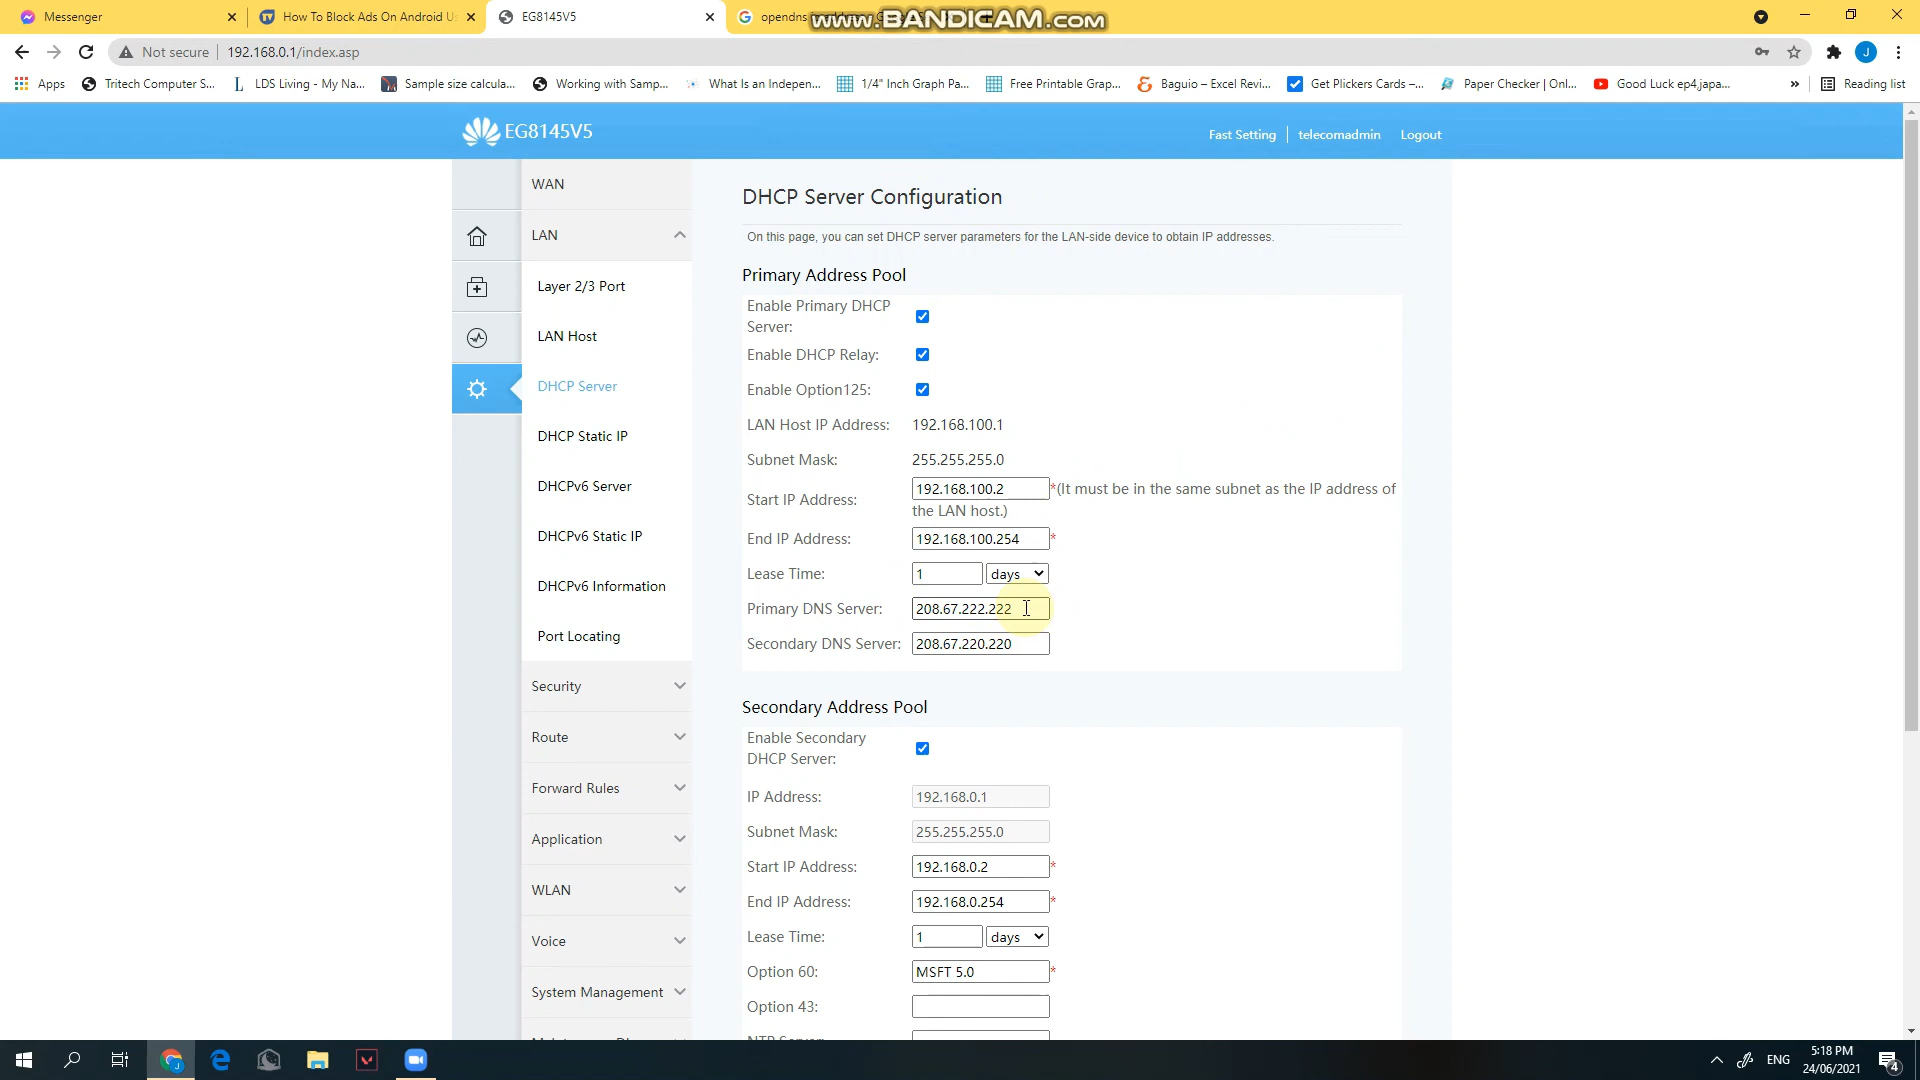 Messenger
How To Block Ads On Android U
EG8145V5
opendns
www.BANDICAM.com
Not secure
192.168.0.1/index.asp
Apps
Tritech Computer S...
LDS Living - My Na...
Sample size calcula...
Working with Samp...
What Is an Indepen...
1/4" Inch Graph Pa...
Free Printable Grap...
Baguio – Excel Revi...
Get Plickers Cards –...
Paper Checker | Onl...
Good Luck ep4,japa...
»
Reading list
J
EG8145V5
Fast Setting
telecomadmin
Logout
WAN
LAN
Layer 2/3 Port
LAN Host
DHCP Server
DHCP Static IP
DHCPv6 Server
DHCPv6 Static IP
DHCPv6 Information
Port Locating
Security
Route
Forward Rules
Application
WLAN
Voice
System Management
DHCP Server Configuration
On this page, you can set DHCP server parameters for the LAN-side device to obtain IP addresses.
Primary Address Pool
Enable Primary DHCP
Server:
Enable DHCP Relay:
Enable Option125:
LAN Host IP Address: 192.168.100.1
Subnet Mask: 255.255.255.0
Start IP Address: 192.168.100.2 *(It must be in the same subnet as the IP address of
the LAN host.)
End IP Address: 192.168.100.254 *
Lease Time: 1 days
Primary DNS Server: 208.67.222.222
Secondary DNS Server: 208.67.220.220
Secondary Address Pool
Enable Secondary
DHCP Server:
IP Address: 192.168.0.1
Subnet Mask: 255.255.255.0
Start IP Address: 192.168.0.2 *
End IP Address: 192.168.0.254 *
Lease Time: 1 days
Option 60: MSFT 5.0 *
Option 43:
ENG
5:18 PM
24/06/2021
4